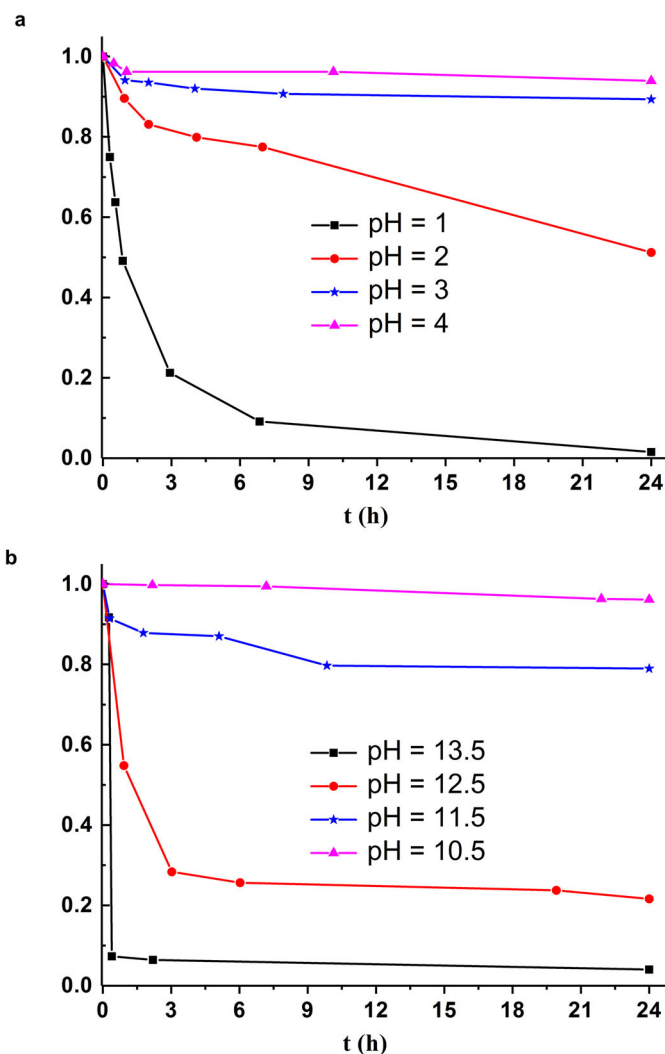 a
1.0
0.8
0.6
0.4
0.2
0.0
pH = 1
pH = 2
pH = 3
pH = 4
0 3 6 9 12 15 18 21 24
t (h)
b
1.0
0.8
0.6
0.4
0.2
0.0
pH = 13.5
pH = 12.5
pH = 11.5
pH = 10.5
0 3 6 9 12 15 18 21 24
t (h)